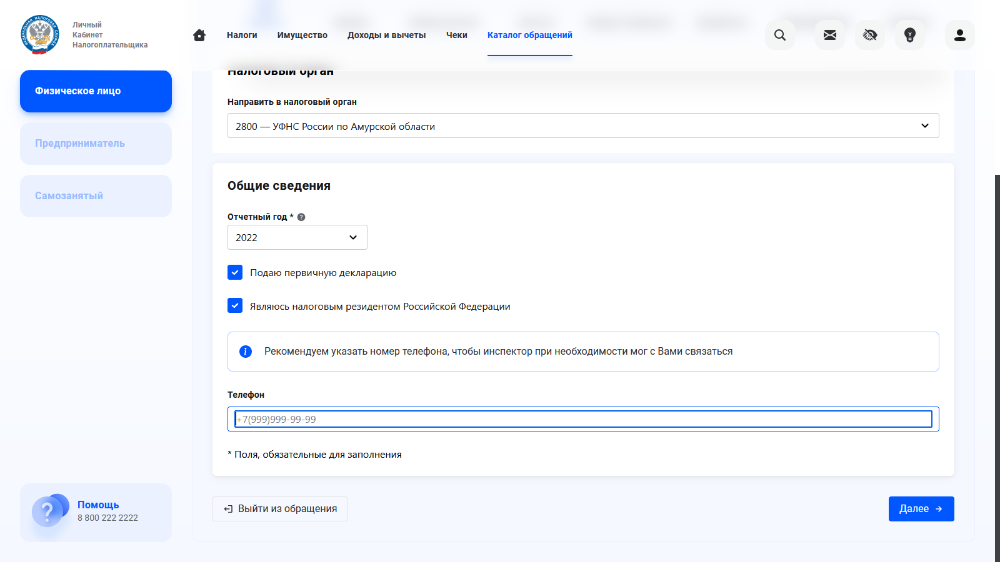 Личный
Кабинет
Налогоплательщика
Налоги
Имущество
Доходы и вычеты
Чеки
Каталог обращений
Физическое лицо
Предприниматель
Самозанятый
Налоговый орган
Направить в налоговый орган
2800 — УФНС России по Амурской области
Общие сведения
Отчетный год *
2022
Подаю первичную декларацию
Являюсь налоговым резидентом Российской Федерации
Рекомендуем указать номер телефона, чтобы инспектор при необходимости мог с Вами связаться
Телефон
+7(999)999-99-99
* Поля, обязательные для заполнения
Помощь
8 800 222 2222
Выйти из обращения
Далее